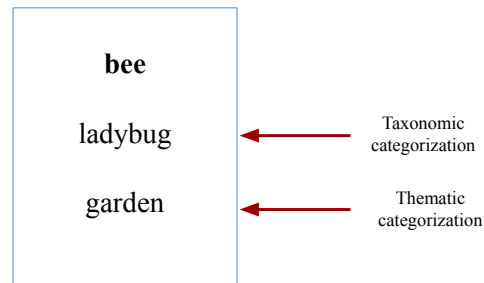 bee
ladybug
Taxonomic
categorization
garden
Thematic
categorization